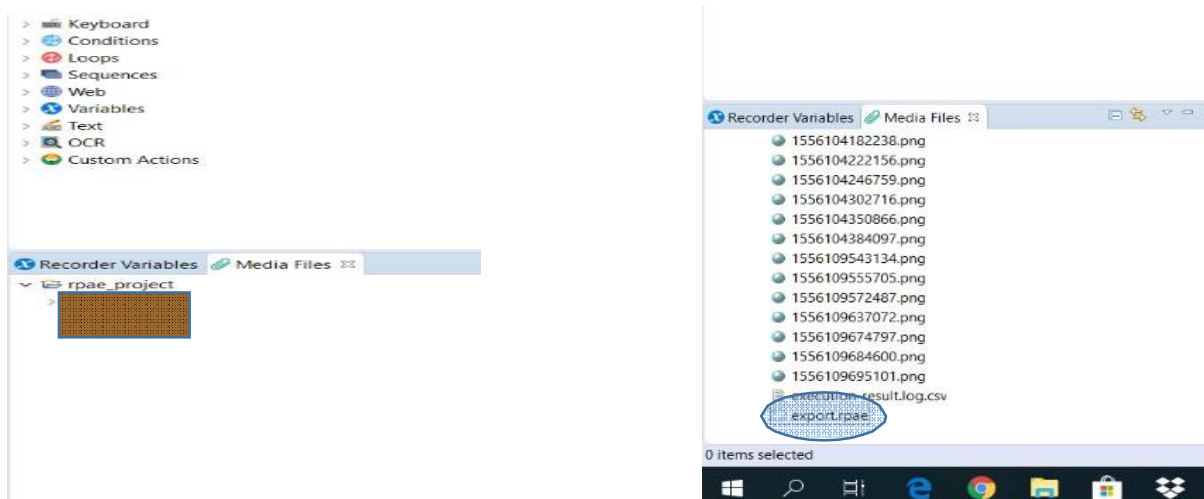 Keyboard
Conditions
Loops
Sequences
Web
Variables
Text
OCR
Custom Actions
Recorder Variables Media Files
rpae_project
Recorder Variables Media Files
1556104182238.png
1556104222156.png
1556104246759.png
1556104302716.png
1556104350866.png
1556104384097.png
1556109543134.png
1556109555705.png
1556109572487.png
1556109637072.png
1556109674797.png
1556109684600.png
1556109695101.png
execution-result.log.csv
export.rpae
0 items selected